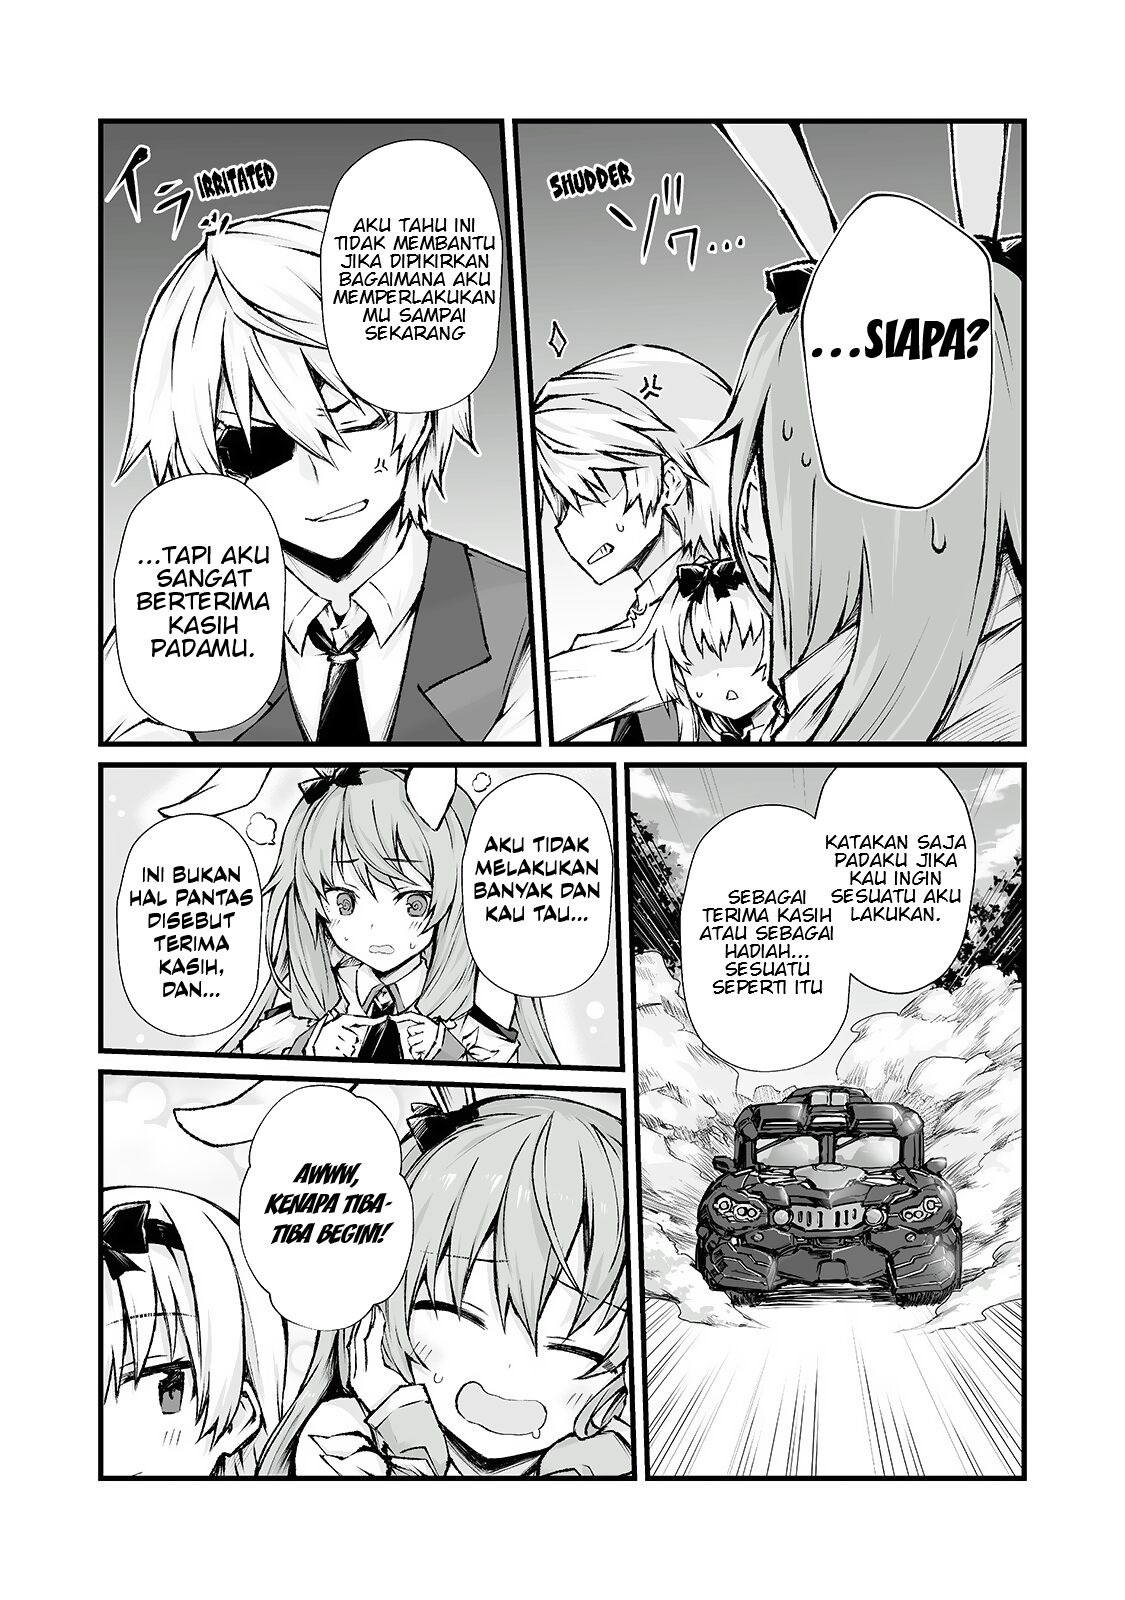 ...SIAPA?
SHUDDER
ゾワ...
AKU TAHU INI
TIDAK MEMBANTU
JIKA DIPIKIRKAN
BAGAIMANA AKU
MEMPERLAKUKAN
MU SAMPAI
SEKARANG
IRRITATED
イラッ
...TAPI AKU
SANGAT
BERTERIMA
KASIH
PADAMU.
KATAKAN SAJA
PADAKU JIKA
KAU INGIN
SESUATU AKU
LAKUKAN.
SEBAGAI
TERIMA KASIH
ATAU SEBAGAI
HADIAH...
SESUATU
SEPERTI ITU
AKU TIDAK
MELAKUKAN
BANYAK DAN
KAU TAU...
INI BUKAN
HAL PANTAS
DISEBUT
TERIMA
KASIH,
DAN...
AWWW,
KENAPA TIBA-
TIBA BEGINI!